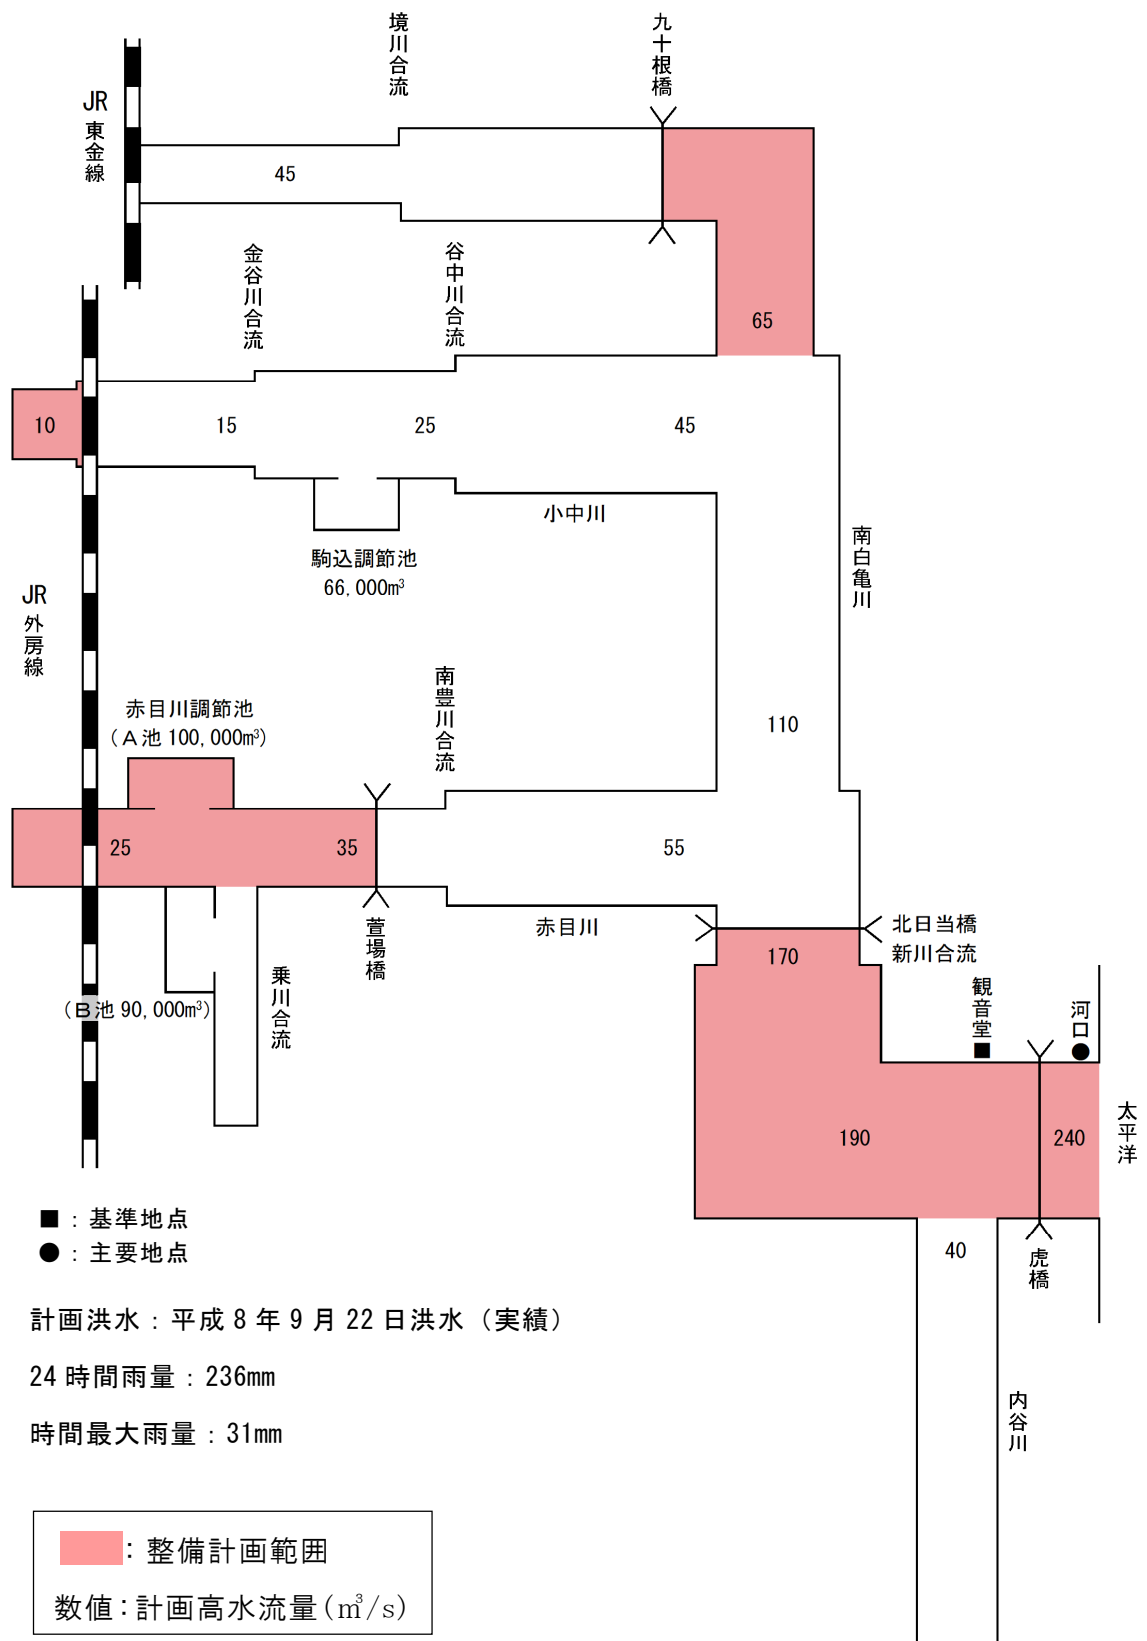 境川合流
九十根橋
JR
東金線
45
金谷川合流
谷中川合流
65
10
15
25
45
小中川
駒込調節池
66,000m³
南白亀川
JR
外房線
南豊川合流
赤目川調節池
（A池 100,000m³）
110
25
35
55
萱場橋
赤目川
北日当橋
新川合流
170
乗川合流
（B池 90,000m³）
観音堂
河口
太平洋
190
240
■：基準地点
●：主要地点
40
虎橋
計画洪水：平成8年9月22日洪水（実績）
24時間雨量：236mm
時間最大雨量：31mm
内谷川
：整備計画範囲
数値：計画高水流量(m³/s)